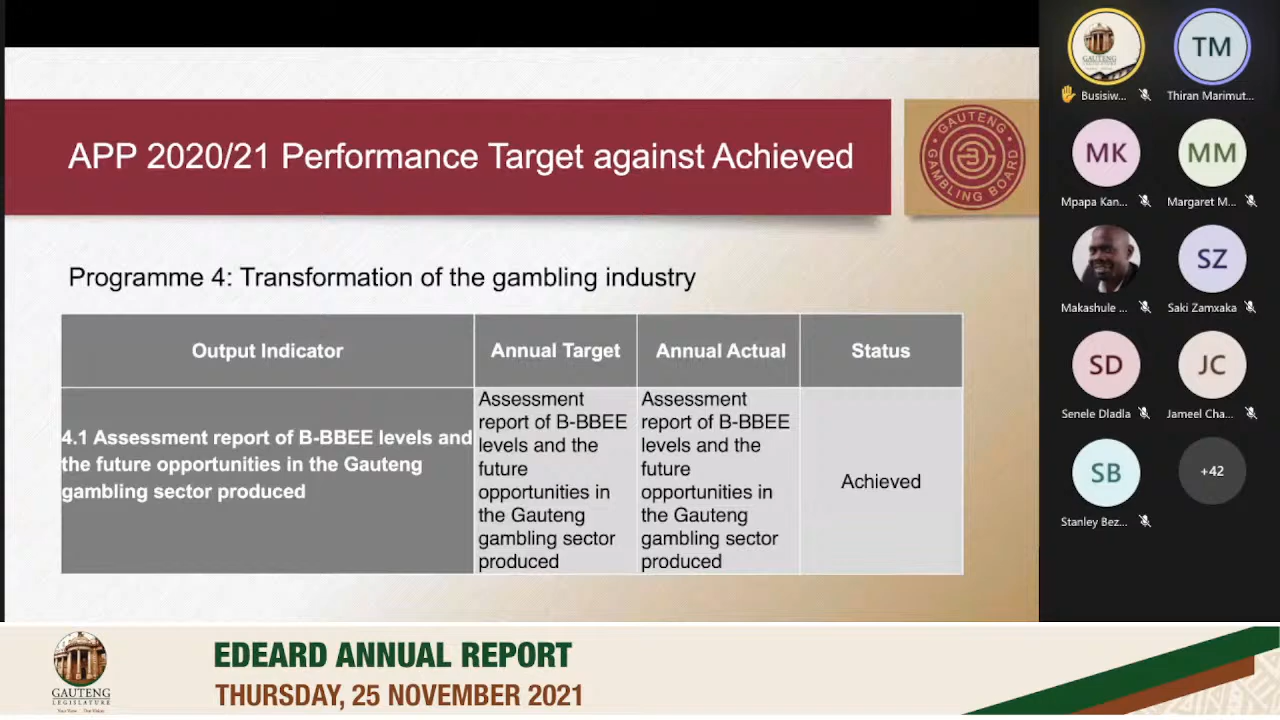 APP 2020/21 Performance Target against Achieved
GAUTENG
GAMBLING BOARD
Programme 4: Transformation of the gambling industry
Output Indicator
Annual Target
Annual Actual
Status
4.1 Assessment report of B-BBEE levels and
the future opportunities in the Gauteng
gambling sector produced
Assessment
report of B-BBEE
levels and the
future
opportunities in
the Gauteng
gambling sector
produced
Assessment
report of B-BBEE
levels and the
future
opportunities in
the Gauteng
gambling sector
produced
Achieved
GAUTENG
Busisiw...
TM
Thiran Marimut...
MK
Mpapa Kan...
MM
Margaret M...
Makashule ...
SZ
Saki Zamxaka
SD
Senele Dladla
JC
Jameel Cha...
SB
Stanley Bez...
+42
GAUTENG
LEGISLATURE
EDEARD ANNUAL REPORT
THURSDAY, 25 NOVEMBER 2021